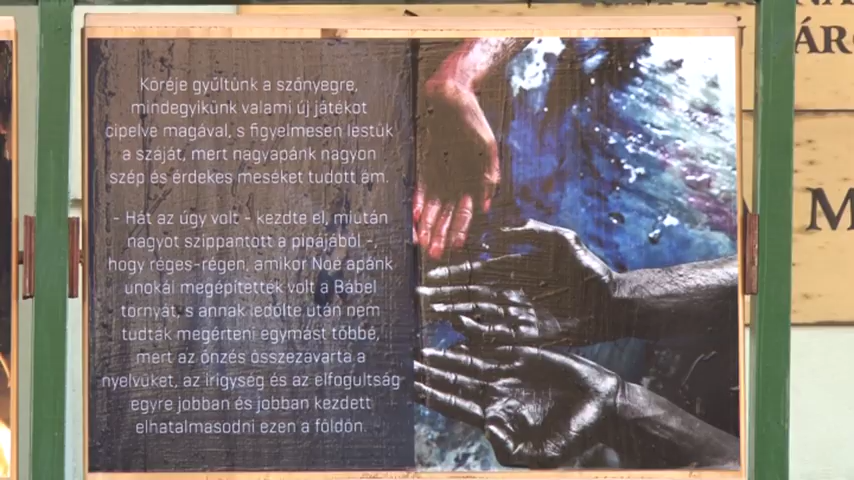 Köréje gyűltünk a szőnyegre,
mindegyikünk valami új játékot
cipelve magával, s figyelmesen lestük
a száját, mert nagyapánk nagyon
szép és érdekes meséket tudott ám.
- Hát az úgy volt - kezdte el, miután
nagyot szippantott a pipájából -,
hogy réges-régen, amikor Noé apánk
unokái megépítették volt a Bábel
tornyát, s annak ledőlte után nem
tudták megérteni egymást többé,
mert az önzés összezavarta a
nyelvüket, az irigység és az elfogultság
egyre jobban és jobban kezdett
elhatalmasodni ezen a földön.
ÁR
M